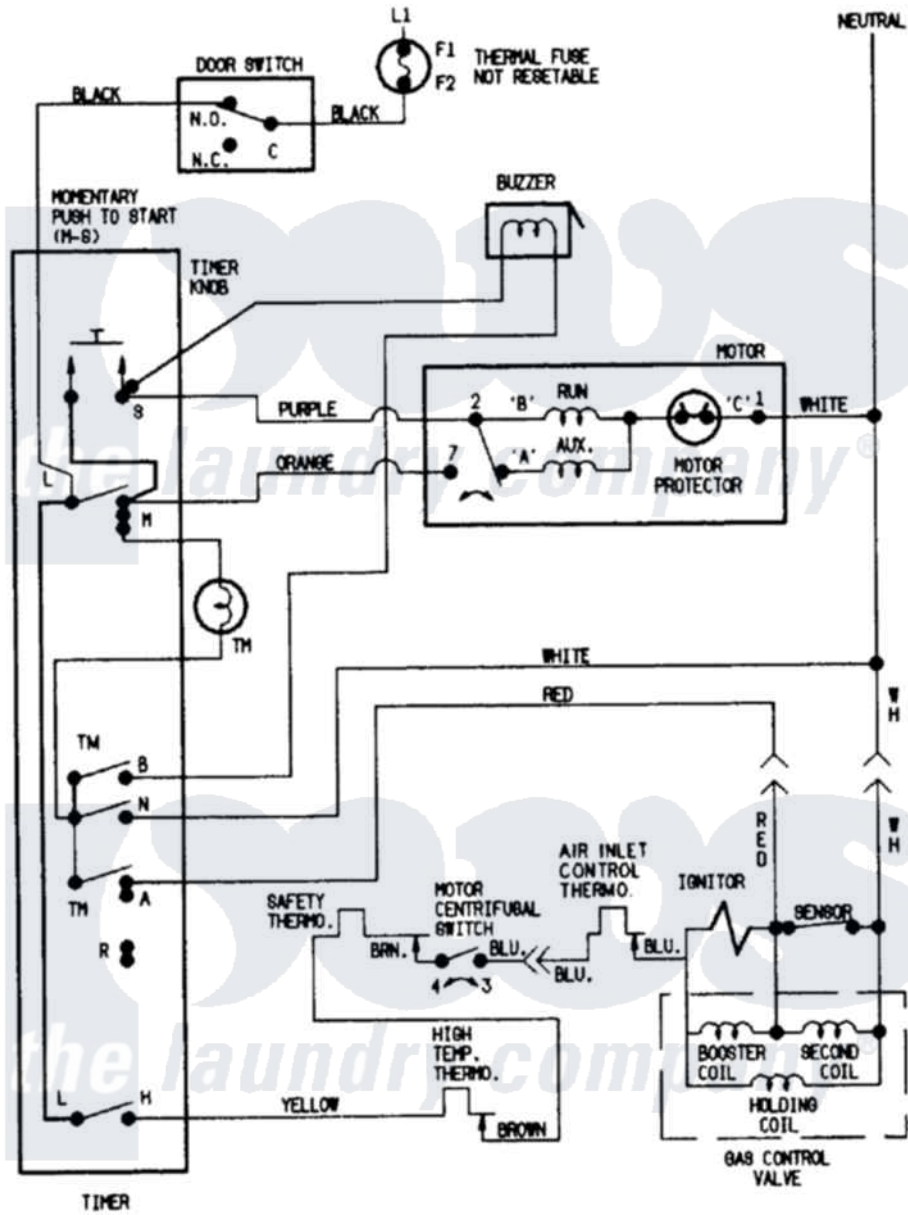 L1
NEUTRAL
F1
THERMAL FUSE
NOT RESETABLE
F2
DOOR SWITCH
BLACK
N.O.
BLACK
C
N.C.
BUZZER
MOMENTARY
PUSH TO START
(M-S)
TIMER
KNOB
MOTOR
S
PURPLE
2
'B'
RUN
'C'
1
WHITE
L
ORANGE
7
'A'
AUX.
MOTOR
PROTECTOR
M
the laundry company®
TM
WHITE
RED
WH
TM
B
N
RED
WH
TM
A
SAFETY
THERMO.
MOTOR
CENTRIFUGAL
SWITCH
AIR INLET
CONTROL
THERMO.
IGNITOR
SENSOR
R
BRN.
BLU.
BLU.
BLU.
4
3
HIGH
TEMP.
THERMO.
BOOSTER
COIL
SECOND
COIL
the laundry company®
L
H
YELLOW
BROWN
HOLDING
COIL
GAS CONTROL
VALVE
TIMER